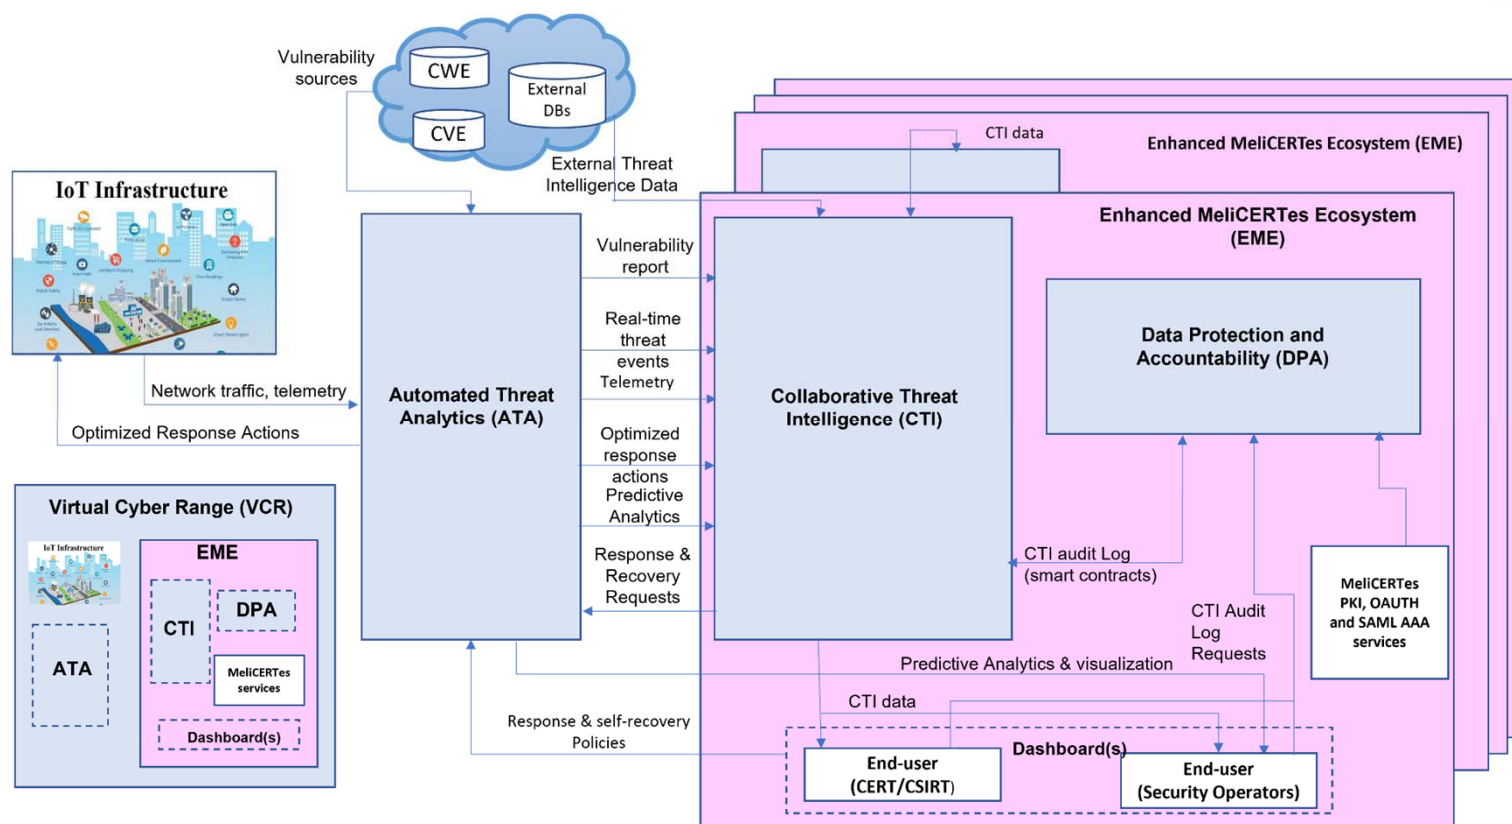 Vulnerability
sources
CWE
CVE
External
DBs
External Threat
Intelligence Data
CTI data
Enhanced MeliCERTes Ecosystem (EME)
Enhanced MeliCERTes Ecosystem
(EME)
IoT Infrastructure
Network traffic, telemetry
Optimized Response Actions
Automated Threat
Analytics (ATA)
Vulnerability
report
Real-time
threat
events
Telemetry
Optimized
response
actions
Predictive
Analytics
Response &
Recovery
Requests
Collaborative Threat
Intelligence (CTI)
Data Protection and
Accountability (DPA)
CTI audit Log
(smart contracts)
CTI Audit
Log
Requests
MeliCERTes
PKI, OAUTH
and SAML AAA
services
Predictive Analytics & visualization
CTI data
Response & self-recovery
Policies
Dashboard(s)
End-user
(CERT/CSIRT)
End-user
(Security Operators)
Virtual Cyber Range (VCR)
IoT Infrastructure
EME
CTI
DPA
ATA
MeliCERTes
services
Dashboard(s)